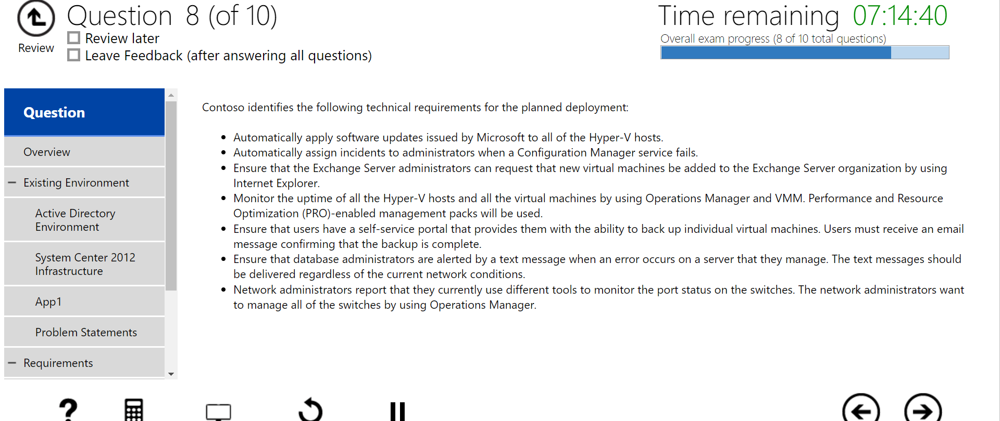 Question 8 (of 10)
Time remaining 07:14:40
Review later
Overall exam progress (8 of 10 total questions)
Review
Leave Feedback (after answering all questions)
Question
Overview
Existing Environment
Active Directory
Environment
System Center 2012
Infrastructure
App1
Problem Statements
Requirements
Contoso identifies the following technical requirements for the planned deployment:
Automatically apply software updates issued by Microsoft to all of the Hyper-V hosts.
Automatically assign incidents to administrators when a Configuration Manager service fails.
Ensure that the Exchange Server administrators can request that new virtual machines be added to the Exchange Server organization by using
Internet Explorer.
Monitor the uptime of all the Hyper-V hosts and all the virtual machines by using Operations Manager and VMM. Performance and Resource
Optimization (PRO)-enabled management packs will be used.
Ensure that users have a self-service portal that provides them with the ability to back up individual virtual machines. Users must receive an email
message confirming that the backup is complete.
Ensure that database administrators are alerted by a text message when an error occurs on a server that they manage. The text messages should
be delivered regardless of the current network conditions.
Network administrators report that they currently use different tools to monitor the port status on the switches. The network administrators want
to manage all of the switches by using Operations Manager.